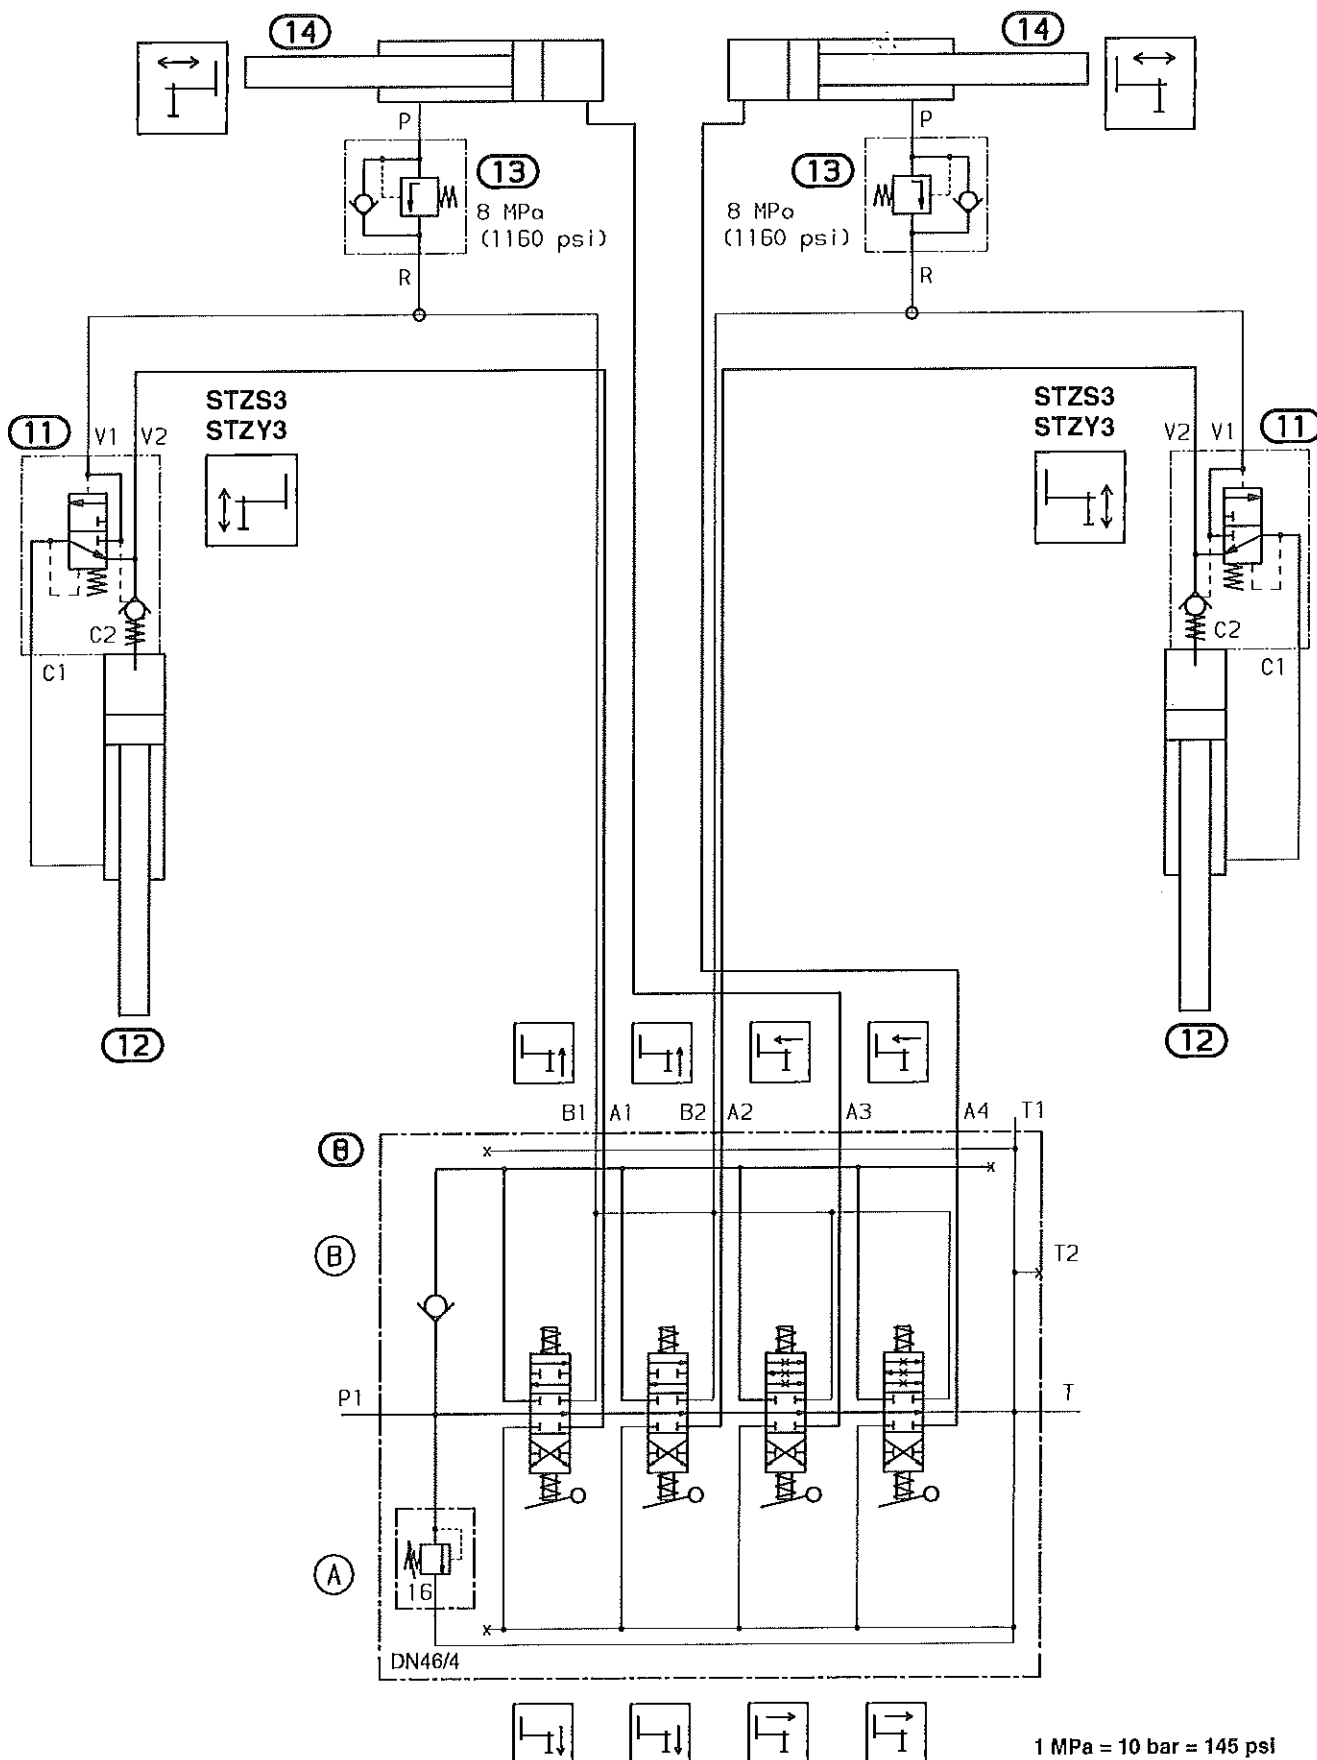 14
14
P
P
13
13
8 MPa
(1160 psi)
8 MPa
(1160 psi)
R
R
STZS3
STZY3
STZS3
STZY3
11
V1
V2
V2
V1
11
C2
C2
C1
C1
12
12
B1
A1
B2
A2
A3
A4
T1
8
B
T2
P1
T
A
16
DN46/4
1 MPa = 10 bar = 145 psi